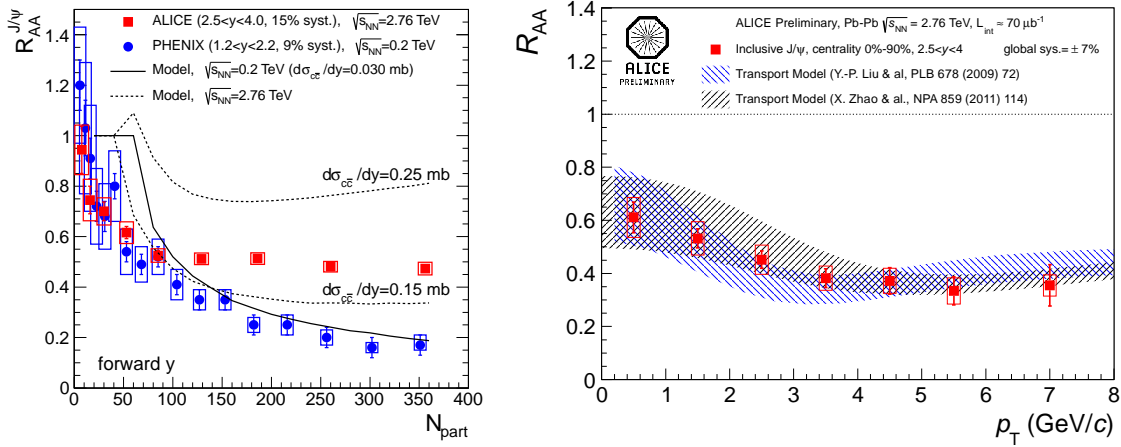 R_AA^J/ψ
ALICE (2.5<y<4.0, 15% syst.), √s_NN=2.76 TeV
PHENIX (1.2<y<2.2, 9% syst.), √s_NN=0.2 TeV
Model, √s_NN=0.2 TeV (dσ_cc̄/dy=0.030 mb)
Model, √s_NN=2.76 TeV
1.4
1.2
1
0.8
0.6
0.4
0.2
0
dσ_cc̄/dy=0.25 mb
dσ_cc̄/dy=0.15 mb
forward y
0 50 100 150 200 250 300 350 400
N_part
R_AA
ALICE
PRELIMINARY
ALICE Preliminary, Pb-Pb √s_NN = 2.76 TeV, L_int ≃ 70 μb⁻¹
Inclusive J/ψ, centrality 0%-90%, 2.5<y<4 global sys.= ± 7%
Transport Model (Y.-P. Liu & al, PLB 678 (2009) 72)
Transport Model (X. Zhao & al., NPA 859 (2011) 114)
1.4
1.2
1.0
0.8
0.6
0.4
0.2
0
0 1 2 3 4 5 6 7 8
p_T (GeV/c)